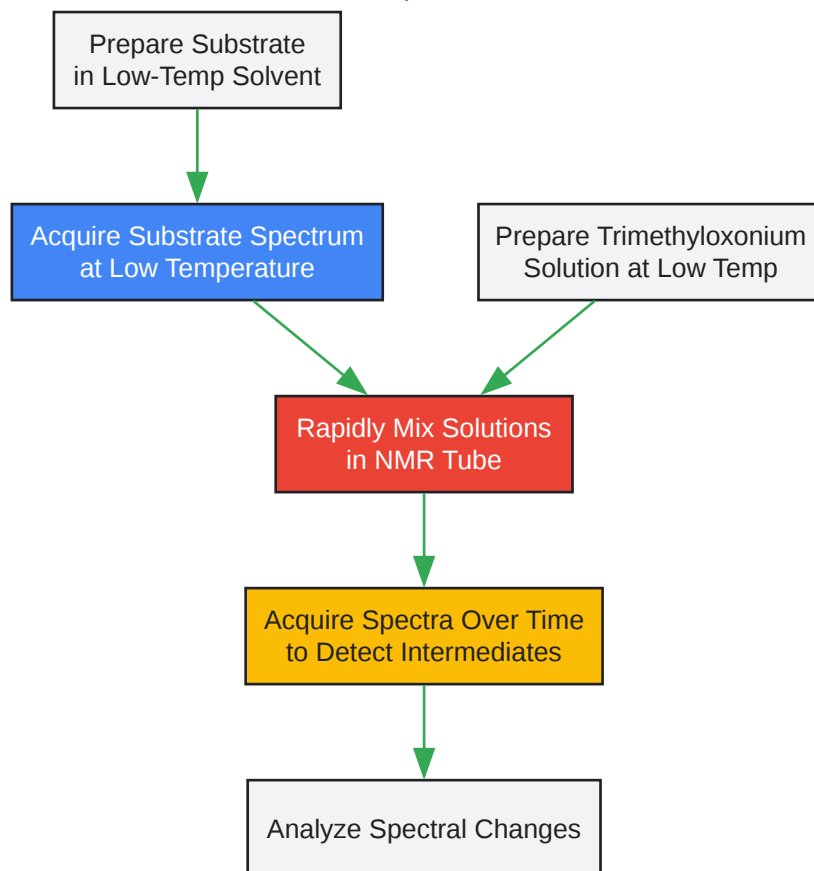 Prepare Substrate
in Low-Temp Solvent
Acquire Substrate Spectrum
at Low Temperature
Prepare Trimethyloxonium
Solution at Low Temp
Rapidly Mix Solutions
in NMR Tube
Acquire Spectra Over Time
to Detect Intermediates
Analyze Spectral Changes